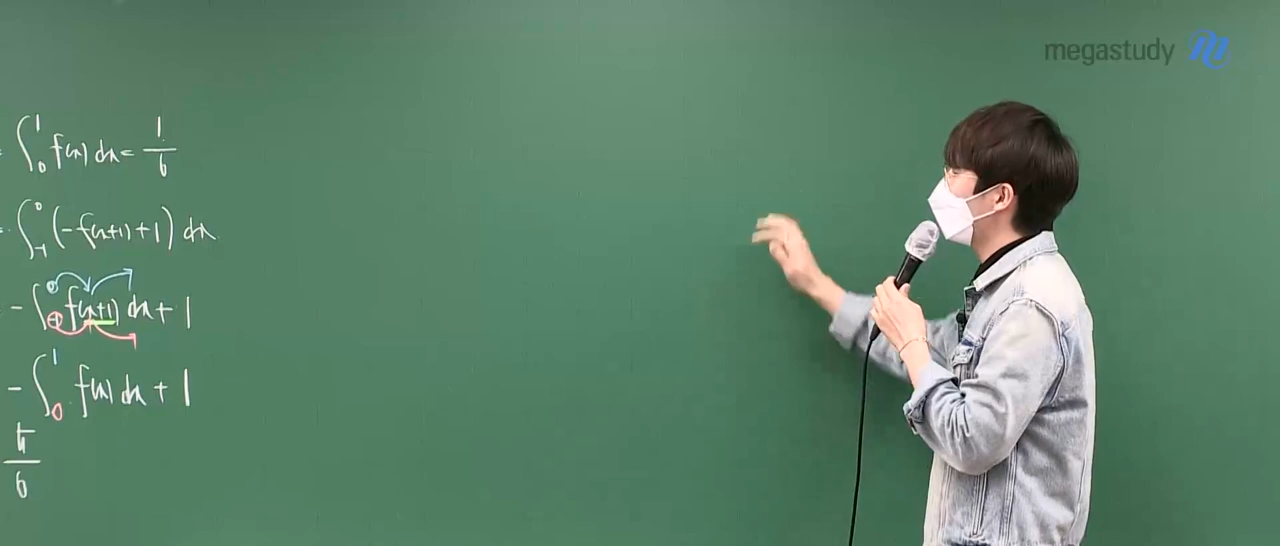 megastudy
= ∫₀¹ f(x) dx = 1/6
= ∫₋₁⁰ (-f(x+1)+1) dx
- ∫₋₁⁰ f(x+1) dx + 1
- ∫₀¹ f(x) dx + 1
5/6